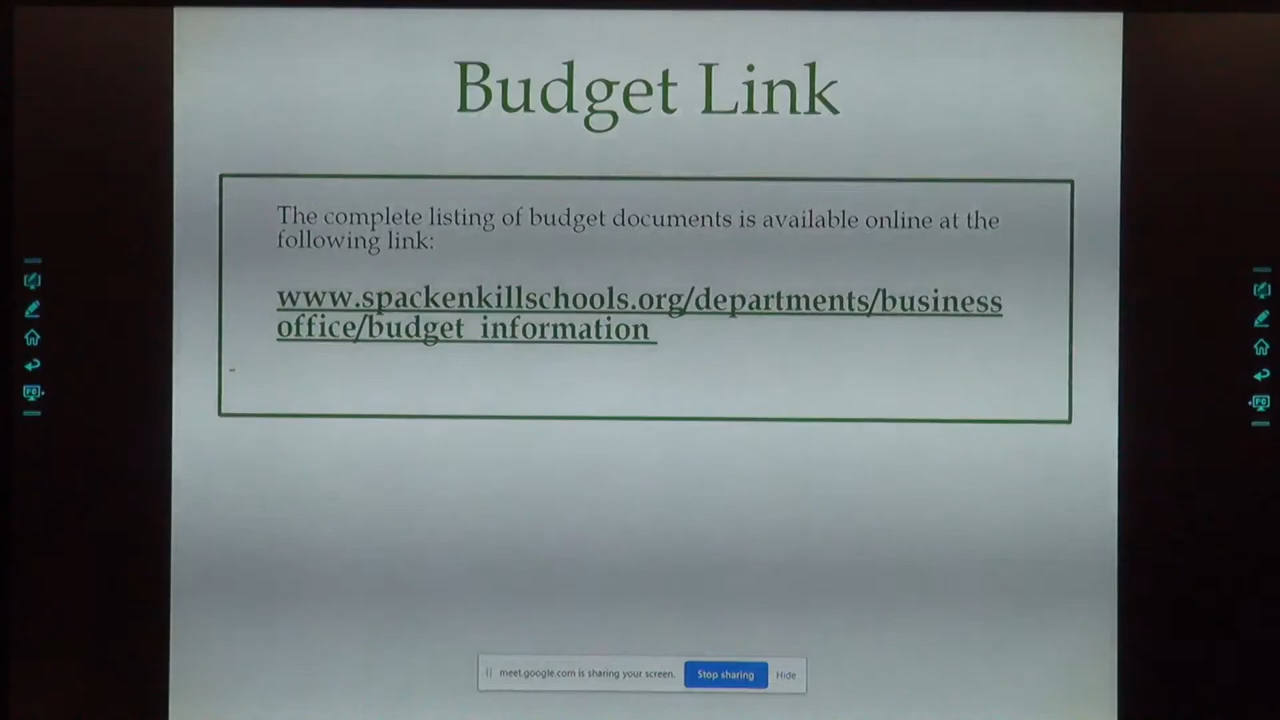 Budget Link
The complete listing of budget documents is available online at the
following link:
www.spackenkillschools.org/departments/business
office/budget_information
-
meet.google.com is sharing your screen. Stop sharing Hide